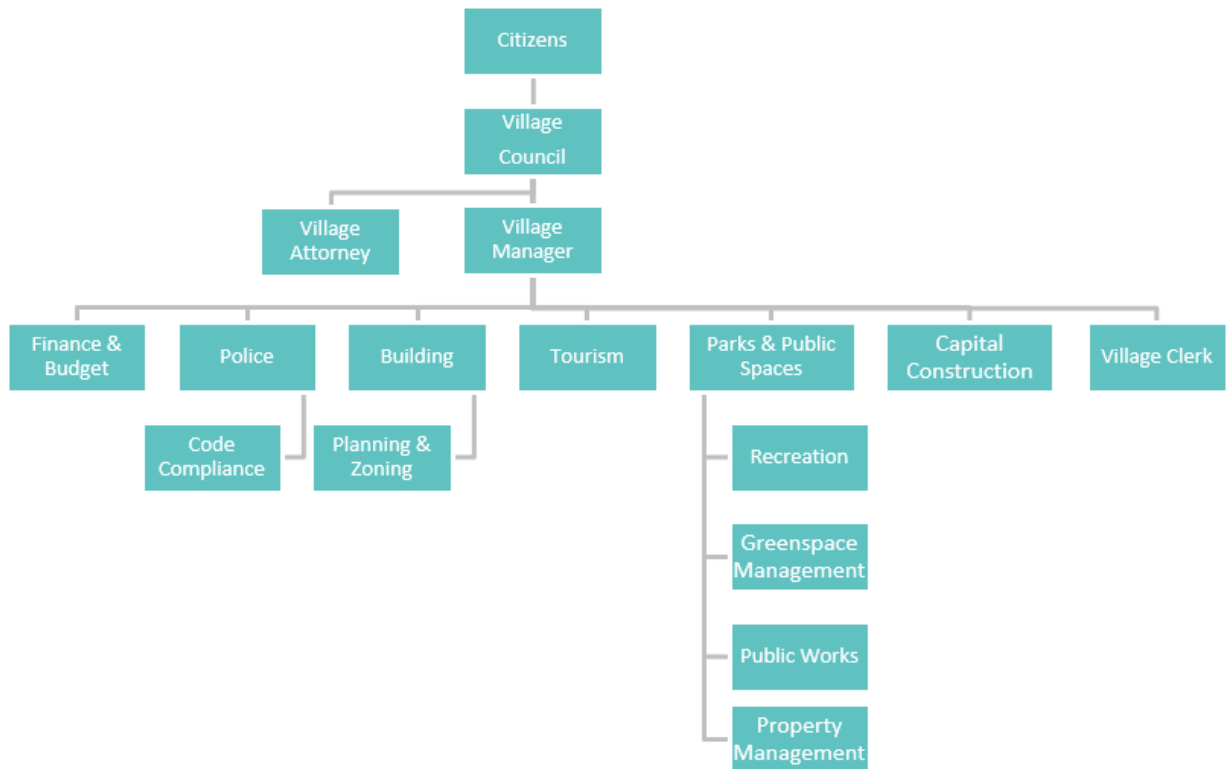 Citizens
Village
Council
Village
Attorney
Village
Manager
Finance &
Budget
Police
Building
Tourism
Parks & Public
Spaces
Capital
Construction
Village Clerk
Code
Compliance
Planning &
Zoning
Recreation
Greenspace
Management
Public Works
Property
Management